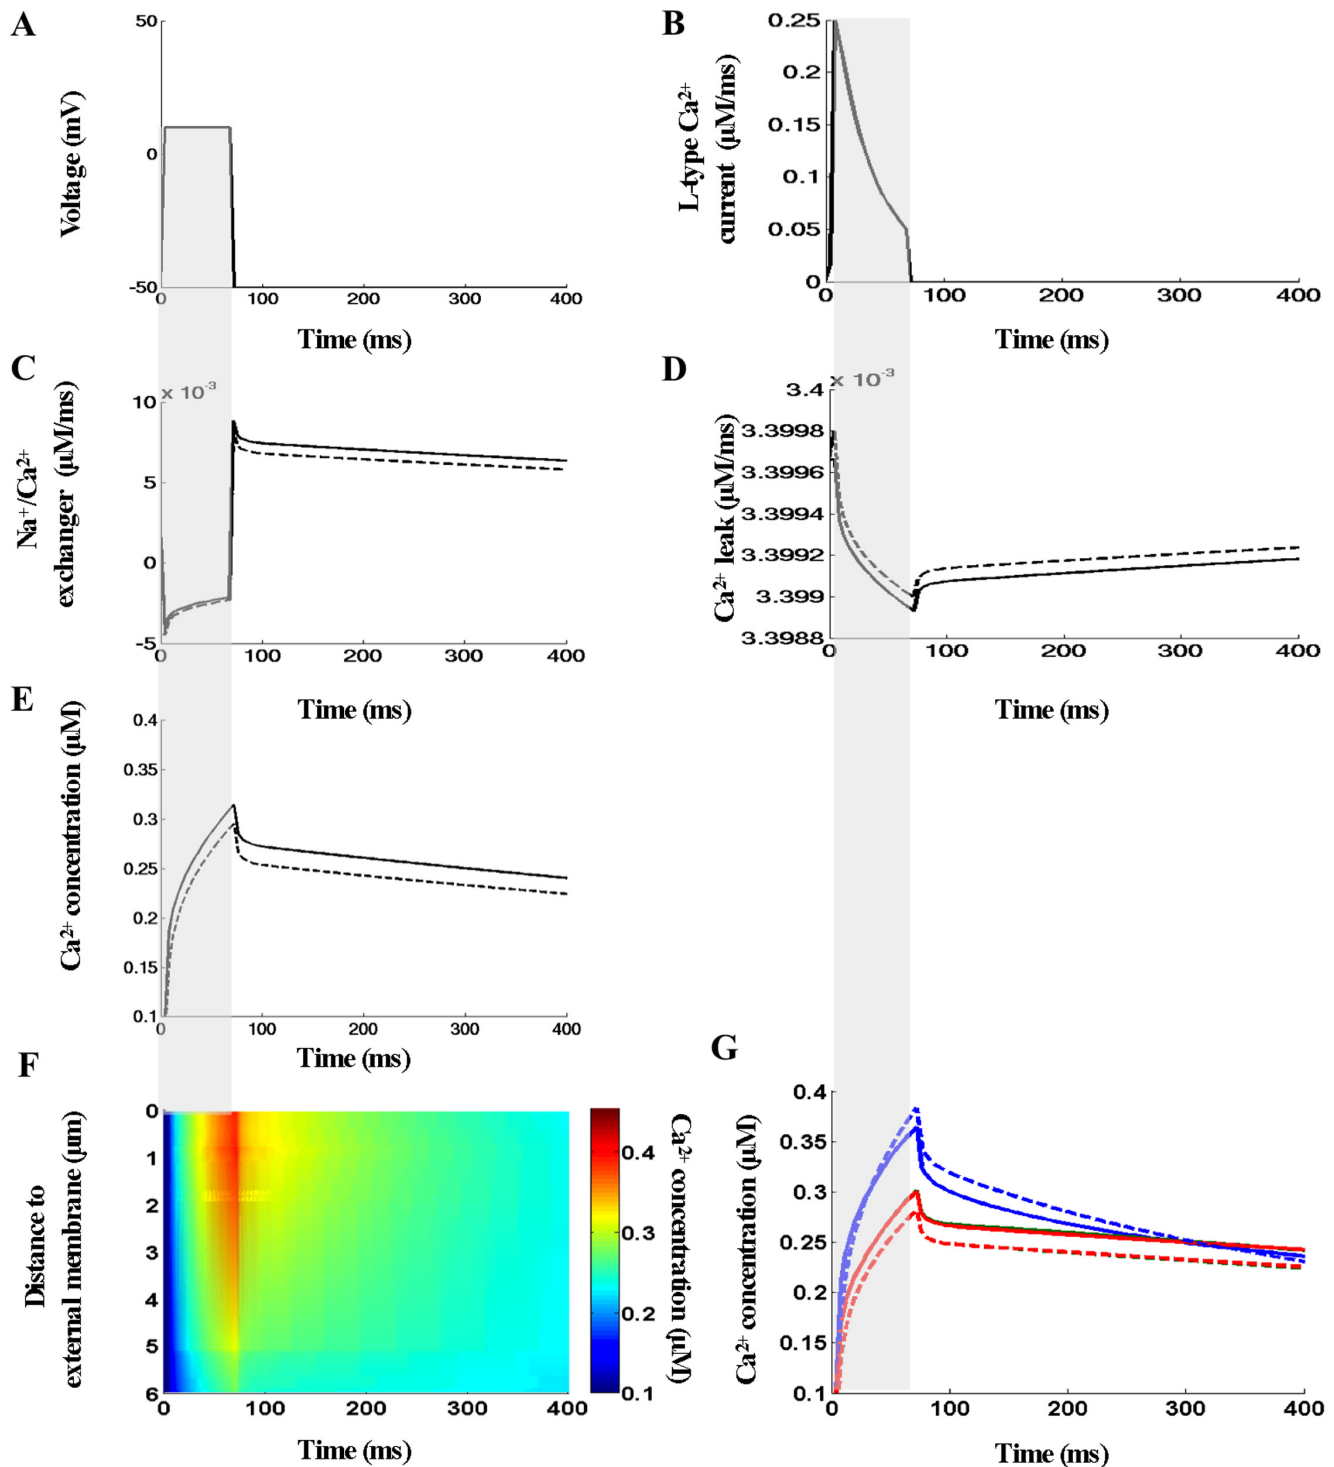 A
50
0
-50
0 100 200 300 400
Voltage (mV)
Time (ms)
B
0.25
0.2
0.15
0.1
0.05
0
0 100 200 300 400
L-type Ca²⁺
current (µM/ms)
Time (ms)
C
x 10⁻³
10
5
0
-5
0 100 200 300 400
Na⁺/Ca²⁺
exchanger (µM/ms)
Time (ms)
D
x 10⁻³
3.4
3.3998
3.3996
3.3994
3.3992
3.399
3.3988
0 100 200 300 400
Ca²⁺ leak (µM/ms)
Time (ms)
E
0.4
0.35
0.3
0.25
0.2
0.15
0.1
0 100 200 300 400
Ca²⁺ concentration (µM)
Time (ms)
F
0
1
2
3
4
5
6
0 100 200 300 400
Distance to
external membrane (µm)
Time (ms)
0.4
0.3
0.2
0.1
Ca²⁺ concentration (µM)
G
0.4
0.35
0.3
0.25
0.2
0.15
0.1
0 100 200 300 400
Ca²⁺ concentration (µM)
Time (ms)